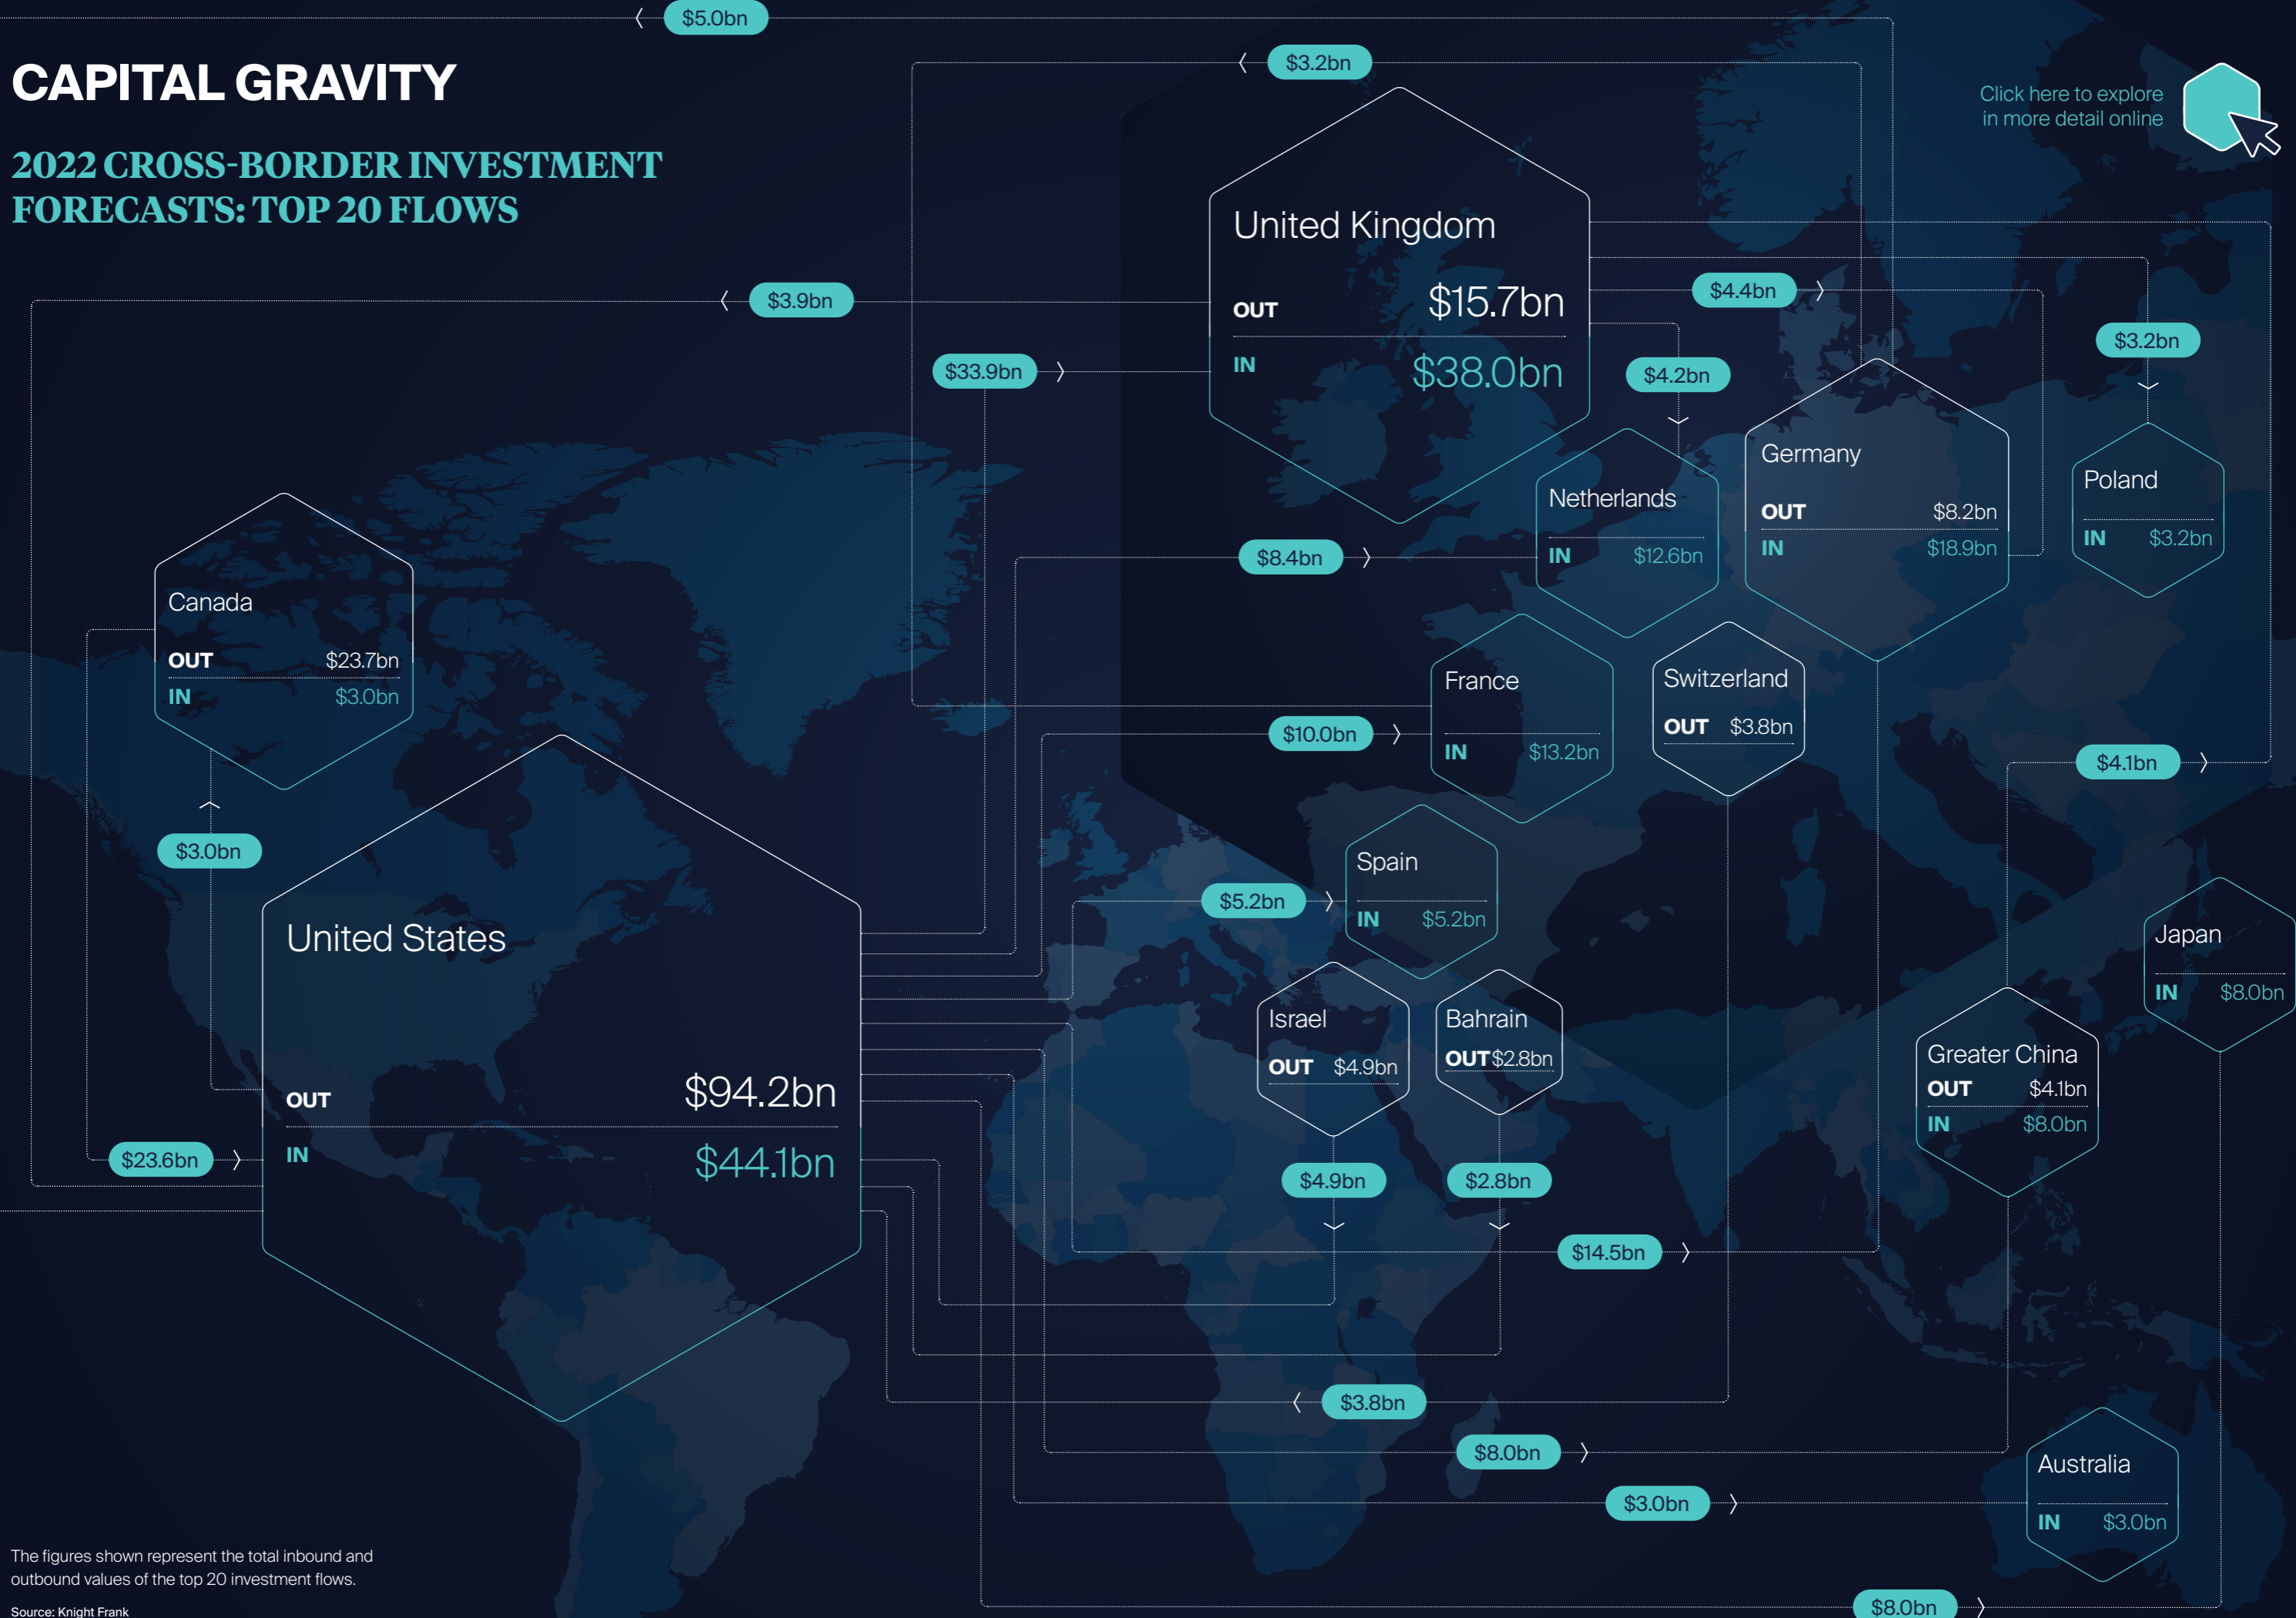 $5.0bn
$3.2bn
CAPITAL GRAVITY
Click here to explore
in more detail online
2022 CROSS-BORDER INVESTMENT
FORECASTS: TOP 20 FLOWS
United Kingdom
OUT $15.7bn
IN $38.0bn
$3.9bn
$33.9bn
$4.4bn
$4.2bn
$3.2bn
Germany
OUT $8.2bn
IN $18.9bn
Poland
IN $3.2bn
Netherlands
IN $12.6bn
$8.4bn
Canada
OUT $23.7bn
IN $3.0bn
France
IN $13.2bn
$10.0bn
Switzerland
OUT $3.8bn
$4.1bn
$3.0bn
Spain
IN $5.2bn
$5.2bn
United States
OUT $94.2bn
IN $44.1bn
$23.6bn
Japan
IN $8.0bn
Israel
OUT $4.9bn
Bahrain
OUT $2.8bn
Greater China
OUT $4.1bn
IN $8.0bn
$4.9bn
$2.8bn
$14.5bn
$3.8bn
$8.0bn
$3.0bn
Australia
IN $3.0bn
$8.0bn
The figures shown represent the total inbound and
outbound values of the top 20 investment flows.
Source: Knight Frank